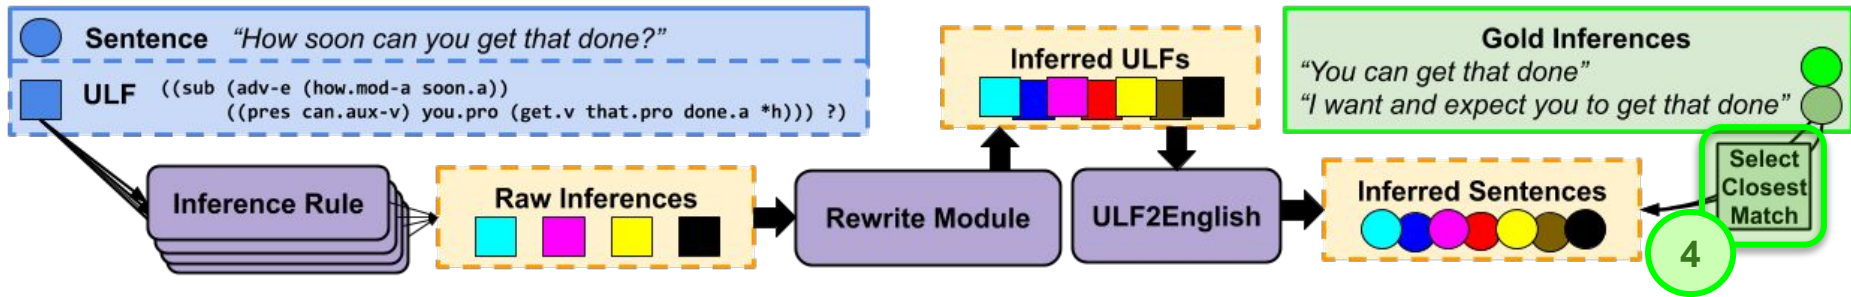 Sentence “How soon can you get that done?”
ULF ((sub (adv-e (how.mod-a soon.a))
((pres can.aux-v) you.pro (get.v that.pro done.a *h))) ?)
Inference Rule
Raw Inferences
Rewrite Module
Inferred ULFs
ULF2English
Inferred Sentences
Gold Inferences
“You can get that done”
“I want and expect you to get that done”
Select
Closest
Match
4